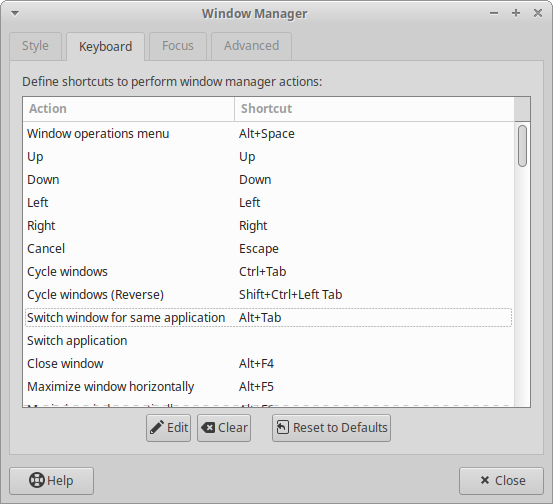 Window Manager
Style Keyboard Focus Advanced
Define shortcuts to perform window manager actions:
Action Shortcut
Window operations menu Alt+Space
Up Up
Down Down
Left Left
Right Right
Cancel Escape
Cycle windows Ctrl+Tab
Cycle windows (Reverse) Shift+Ctrl+Left Tab
Switch window for same application Alt+Tab
Switch application
Close window Alt+F4
Maximize window horizontally Alt+F5
Edit Clear Reset to Defaults
Help Close